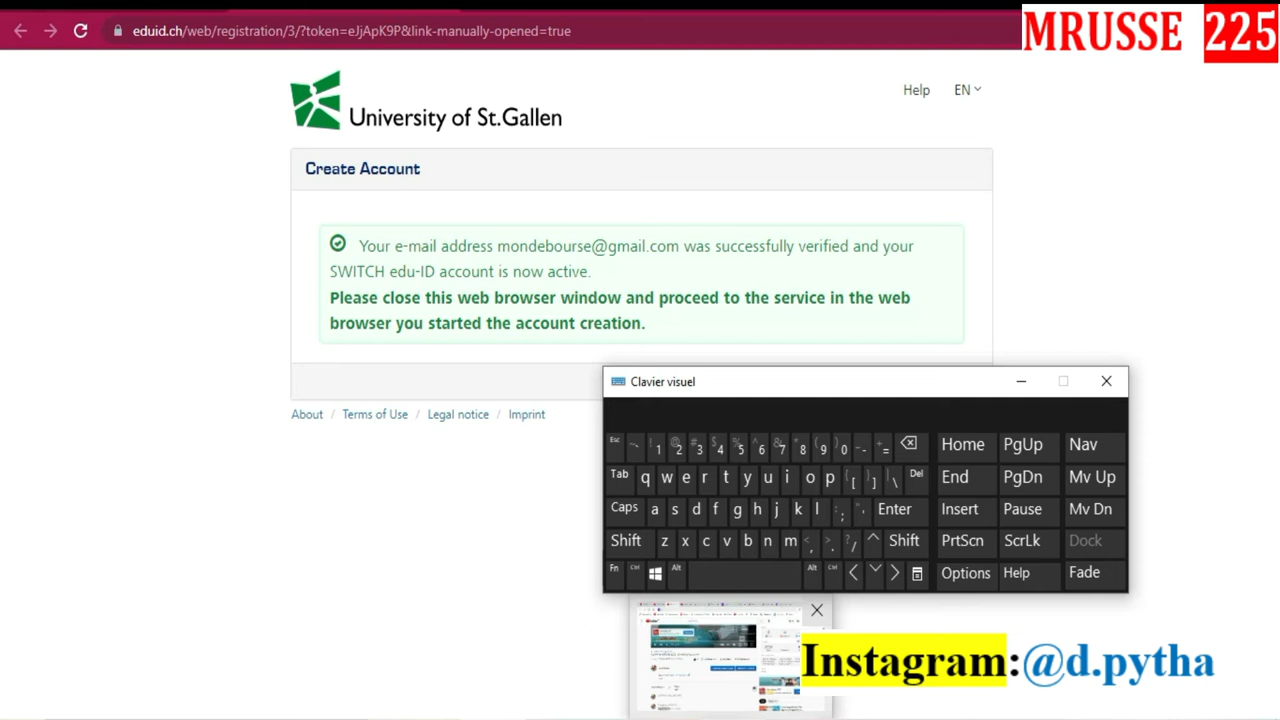 eduid.ch/web/registration/3/?token=eJjApK9P&link-manually-opened=true
MRUSSE 225
University of St.Gallen
Help EN
Create Account
Your e-mail address mondebourse@gmail.com was successfully verified and your
SWITCH edu-ID account is now active.
Please close this web browser window and proceed to the service in the web
browser you started the account creation.
About / Terms of Use / Legal notice / Imprint
Clavier visuel
Esc ~` !1 @2 #3 $4 %5 ^6 &7 *8 (9 )0 _- += Home PgUp Nav
Tab q w e r t y u i o p {[ }] |\ Del End PgDn Mv Up
Caps a s d f g h j k l :; "' Enter Insert Pause Mv Dn
Shift z x c v b n m <, >. ?/ ^ Shift PrtScn ScrLk Dock
Fn Ctrl Alt Alt Ctrl Options Help Fade
Instagram:@d.pytha